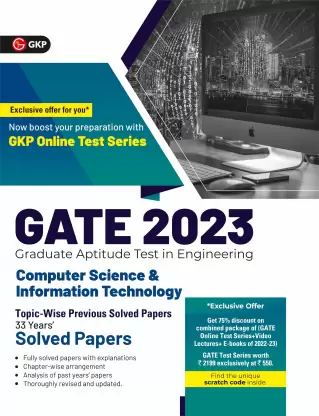 GKP
Exclusive offer for you*
Now boost your preparation with
GKP Online Test Series
GATE 2023
Graduate Aptitude Test in Engineering
Computer Science &
Information Technology
Topic-Wise Previous Solved Papers
33 Years'
Solved Papers
• Fully solved papers with explanations
• Chapter-wise arrangement
• Analysis of past years' papers
• Thoroughly revised and updated.
*Exclusive Offer
Get 75% discount on
combined package of (GATE
Online Test Series+Video
Lectures+ E-books of 2022-23)
GATE Test Series worth
₹ 2199 exclusively at ₹ 550.
Find the unique
scratch code inside.